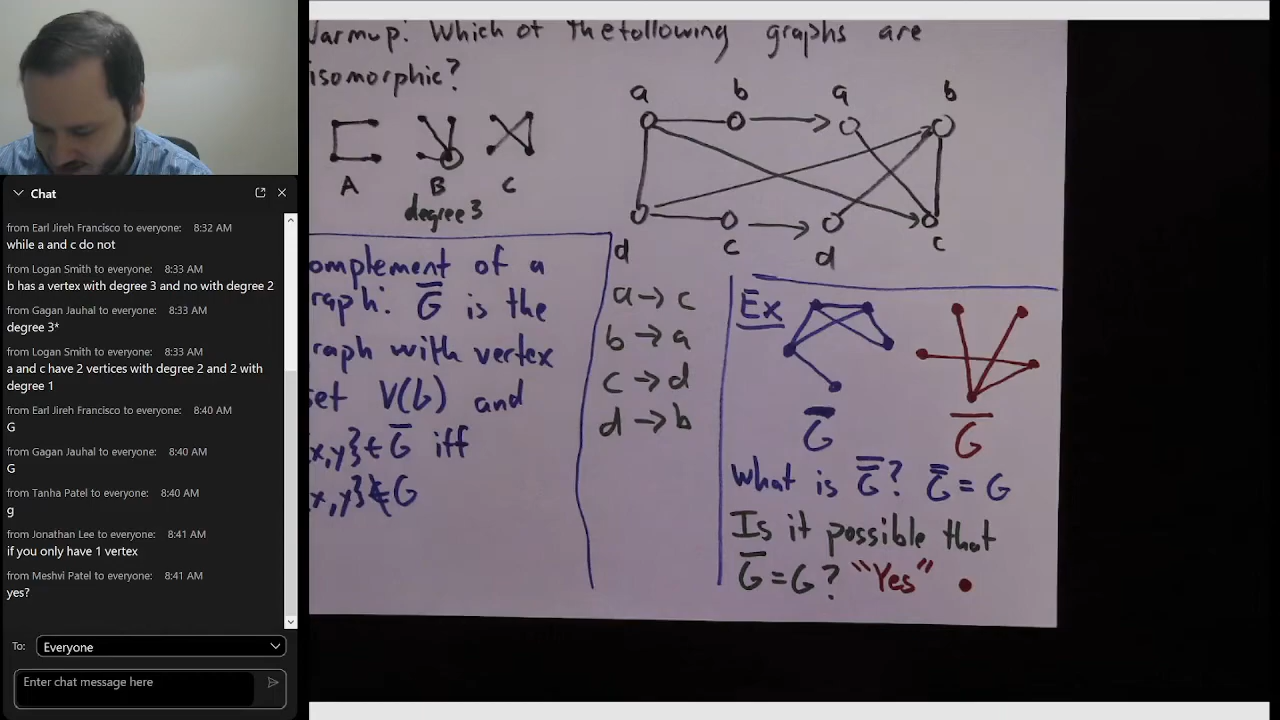 Warmup: Which of the following graphs are
isomorphic?
A
B
C
degree 3
a
b
a
b
d
c
d
c
omplement of a
raph: G̅ is the
raph with vertex
et V(G) and
x,y}∈ G̅ iff
x,y}∉G
a → c
b → a
c → d
d → b
Ex
G̅
G̅
What is G̿? G̿ = G
Is it possible that
G̅ = G? "Yes"
Chat
from Earl Jireh Francisco to everyone: 8:32 AM
while a and c do not
from Logan Smith to everyone: 8:33 AM
b has a vertex with degree 3 and no with degree 2
from Gagan Jauhal to everyone: 8:33 AM
degree 3*
from Logan Smith to everyone: 8:33 AM
a and c have 2 vertices with degree 2 and 2 with
degree 1
from Earl Jireh Francisco to everyone: 8:40 AM
G
from Gagan Jauhal to everyone: 8:40 AM
G
from Tanha Patel to everyone: 8:40 AM
g
from Jonathan Lee to everyone: 8:41 AM
if you only have 1 vertex
from Meshvi Patel to everyone: 8:41 AM
yes?
To: Everyone
Enter chat message here